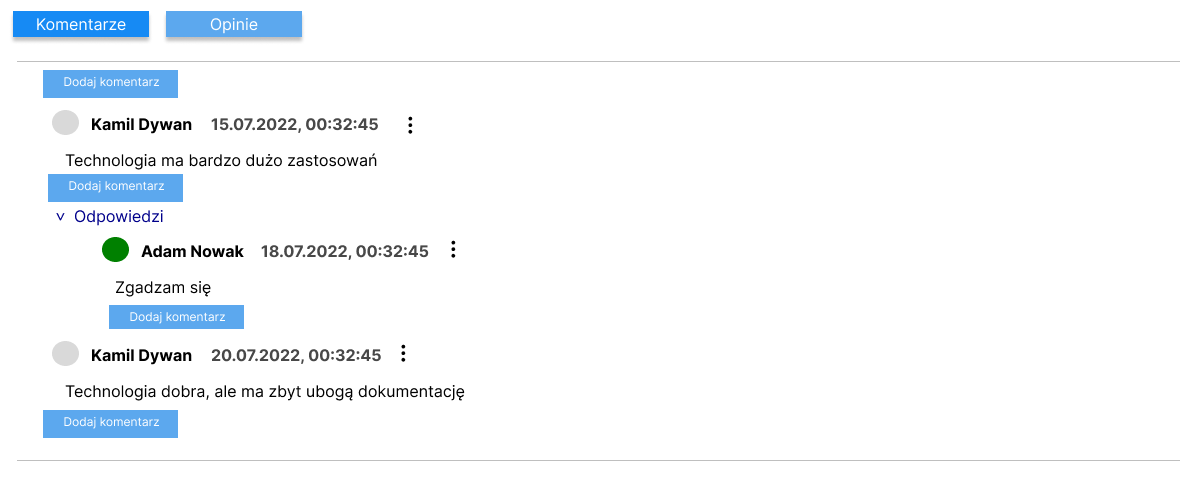 Komentarze Opinie
Dodaj komentarz
Kamil Dywan 15.07.2022, 00:32:45
Technologia ma bardzo dużo zastosowań
Dodaj komentarz
Odpowiedzi
Adam Nowak 18.07.2022, 00:32:45
Zgadzam się
Dodaj komentarz
Kamil Dywan 20.07.2022, 00:32:45
Technologia dobra, ale ma zbyt ubogą dokumentację
Dodaj komentarz